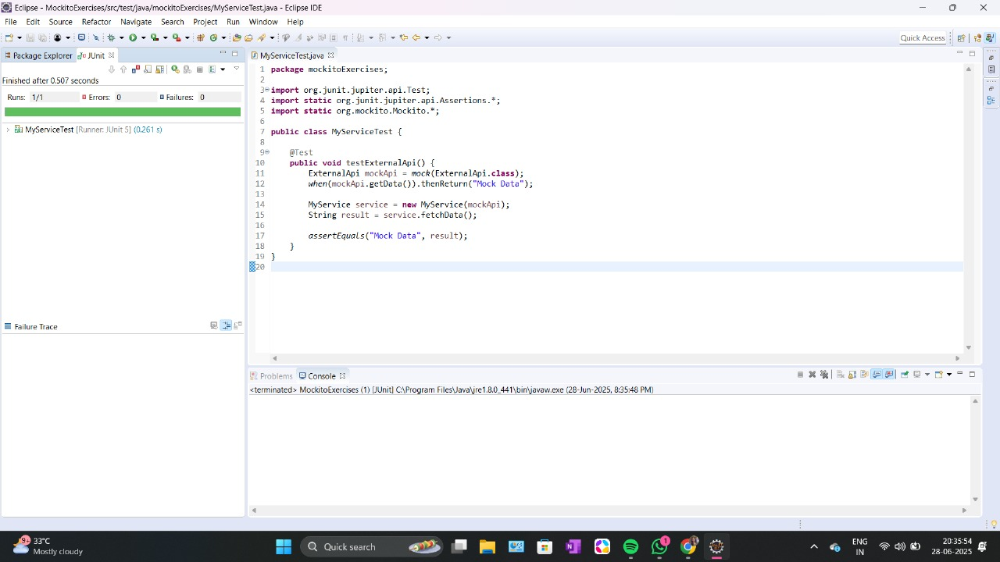 Eclipse - MockitoExercises/src/test/java/mockitoExercises/MyServiceTest.java - Eclipse IDE
File Edit Source Refactor Navigate Search Project Run Window Help
Quick Access
Package Explorer JUnit
Finished after 0.507 seconds
Runs: 1/1 Errors: 0 Failures: 0
MyServiceTest [Runner: JUnit 5] (0.261 s)
Failure Trace
MyServiceTest.java
1 package mockitoExercises;
2
3 import org.junit.jupiter.api.Test;
4 import static org.junit.jupiter.api.Assertions.*;
5 import static org.mockito.Mockito.*;
6
7 public class MyServiceTest {
8
9 @Test
10 public void testExternalApi() {
11 ExternalApi mockApi = mock(ExternalApi.class);
12 when(mockApi.getData()).thenReturn("Mock Data");
13
14 MyService service = new MyService(mockApi);
15 String result = service.fetchData();
16
17 assertEquals("Mock Data", result);
18 }
19 }
20
Problems Console
<terminated> MockitoExercises (1) [JUnit] C:\Program Files\Java\jre1.8.0_441\bin\javaw.exe (28-Jun-2025, 8:35:48 PM)
9+ 33°C
Mostly cloudy
Quick search
1
ENG
IN
20:35:54
28-06-2025